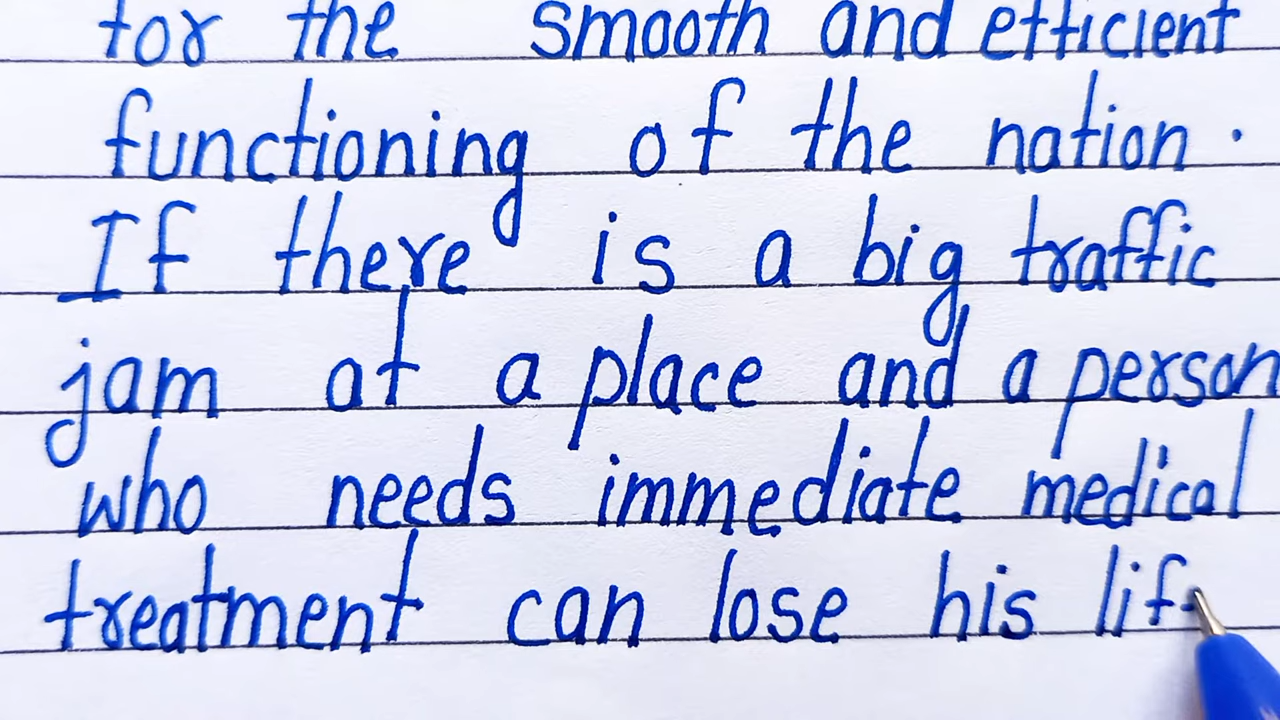 for the smooth and efficient
functioning of the nation.
If there is a big traffic
jam at a place and a person
who needs immediate medical
treatment can lose his lif